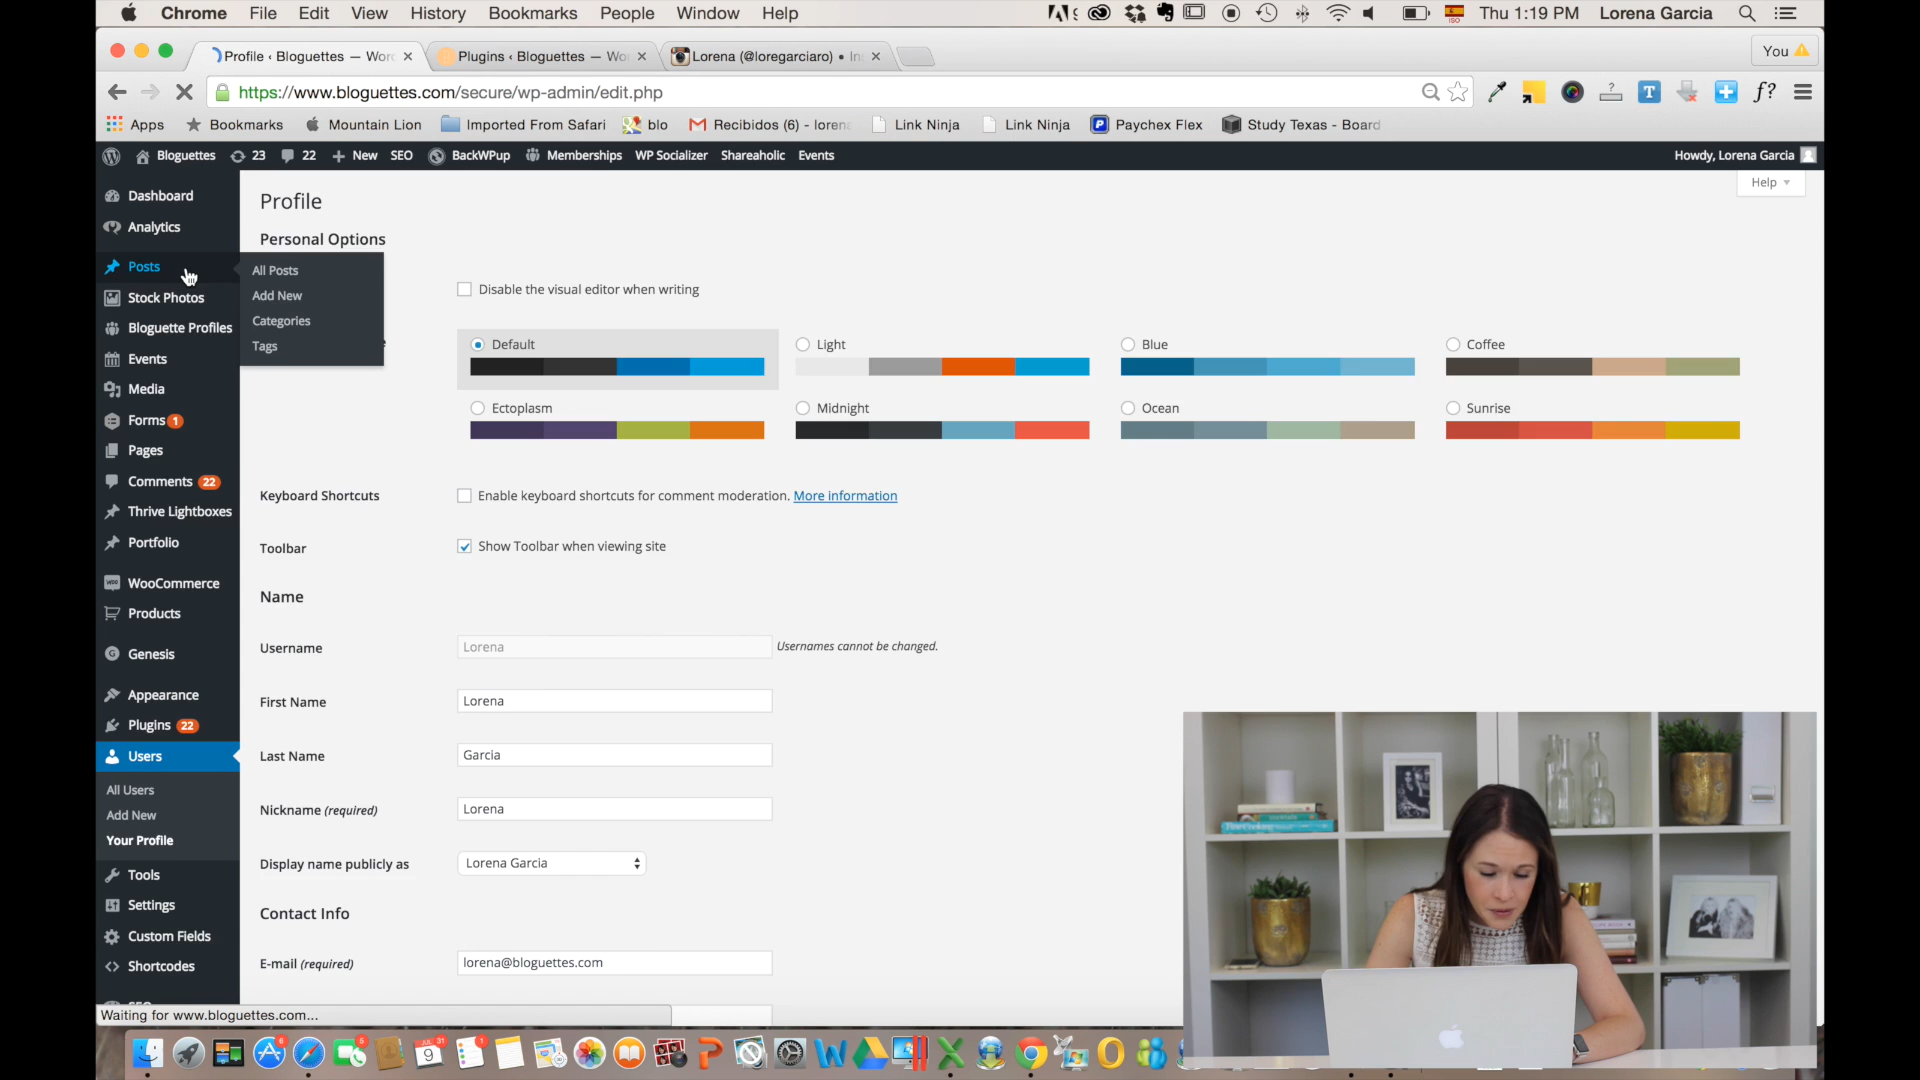 Chrome File Edit View History Bookmarks People Window Help Thu 1:19 PM Lorena Garcia
Profile ‹ Bloguettes — Wor Plugins ‹ Bloguettes — Wor Lorena (@loregarciaro) • In You
https://www.bloguettes.com/secure/wp-admin/edit.php
Apps Bookmarks Mountain Lion Imported From Safari blo Recibidos (6) - loren Link Ninja Link Ninja Paychex Flex Study Texas - Board
Bloguettes 23 22 New SEO BackWPup Memberships WP Socializer Shareaholic Events Howdy, Lorena Garcia
Help
Dashboard
Analytics
Posts
All Posts
Add New
Categories
Tags
Stock Photos
Bloguette Profiles
Events
Media
Forms 1
Pages
Comments 22
Thrive Lightboxes
Portfolio
WooCommerce
Products
Genesis
Appearance
Plugins 22
Users
All Users
Add New
Your Profile
Tools
Settings
Custom Fields
Shortcodes
SEO
Profile
Personal Options
Disable the visual editor when writing
Default Light Blue Coffee
Ectoplasm Midnight Ocean Sunrise
Keyboard Shortcuts Enable keyboard shortcuts for comment moderation. More information
Toolbar Show Toolbar when viewing site
Name
Username Lorena Usernames cannot be changed.
First Name Lorena
Last Name Garcia
Nickname (required) Lorena
Display name publicly as Lorena Garcia
Contact Info
E-mail (required) lorena@bloguettes.com
Waiting for www.bloguettes.com...